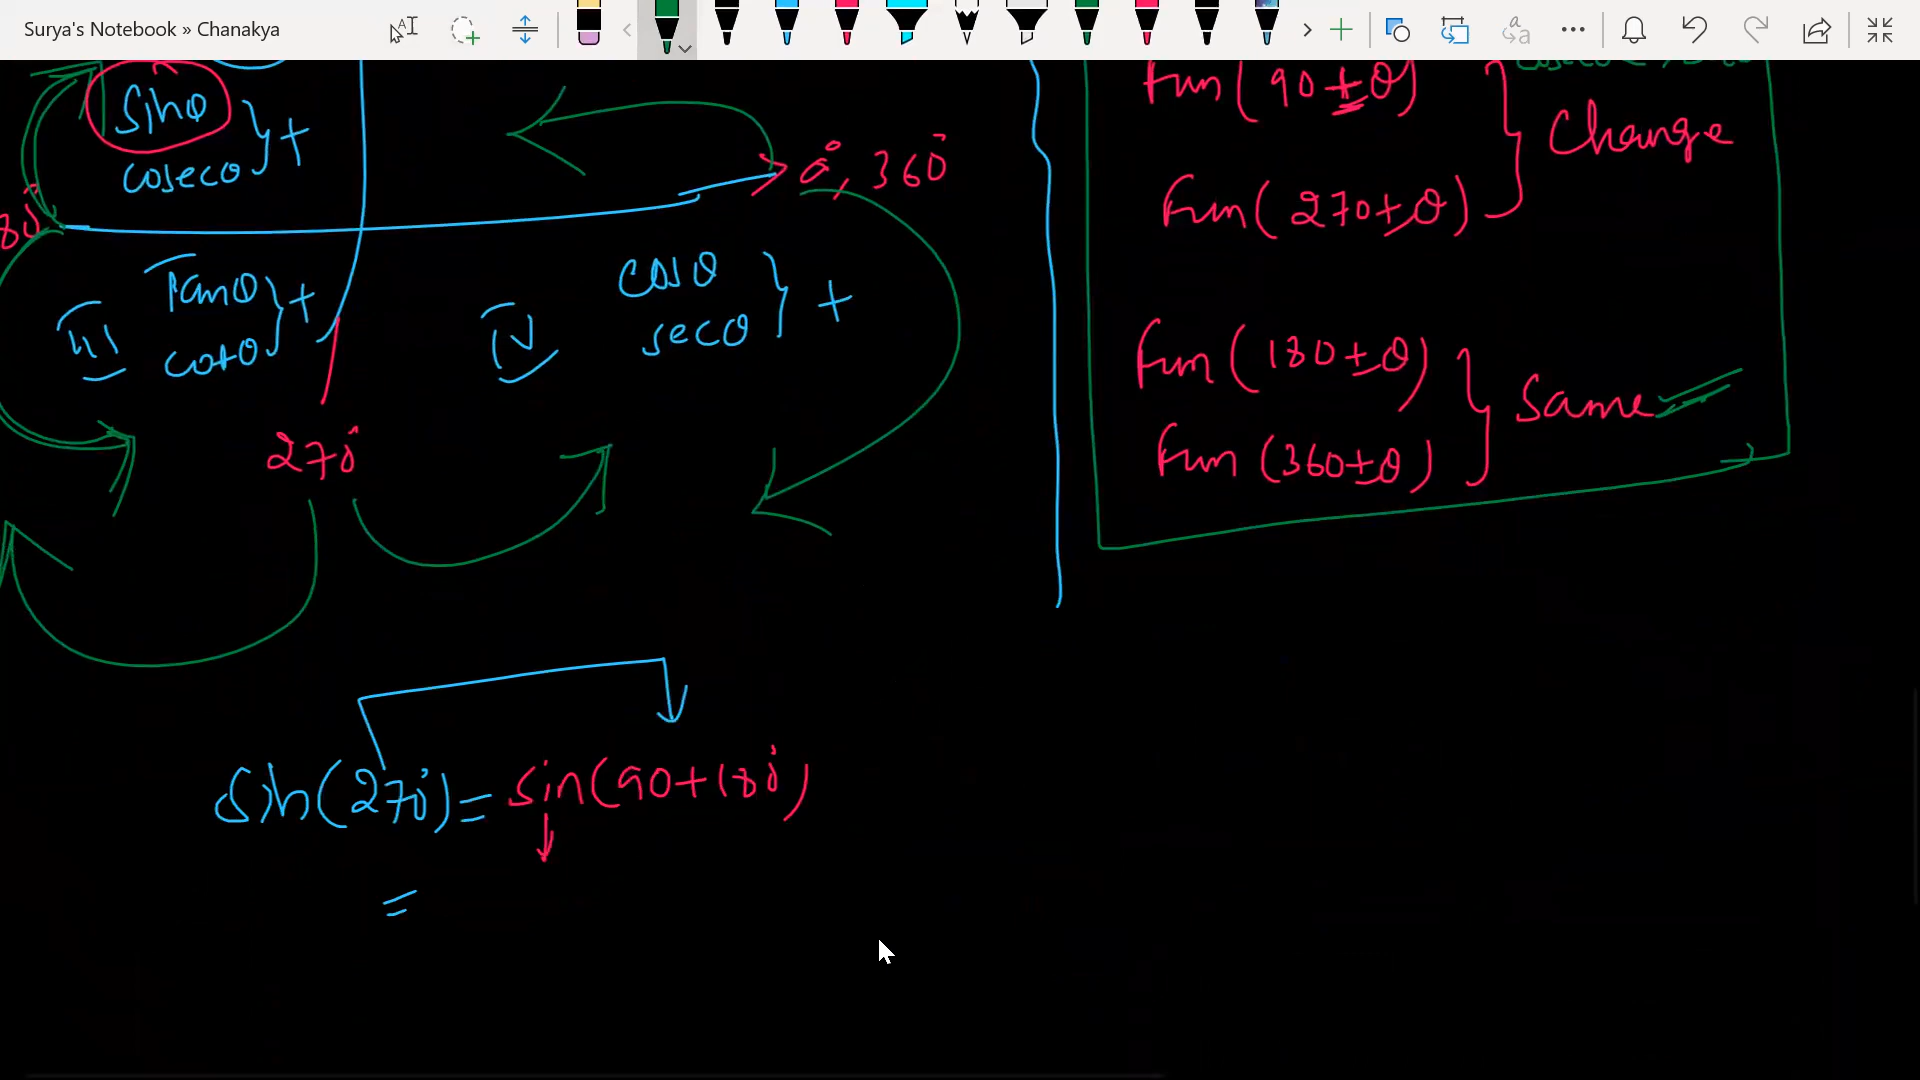 Surya's Notebook » Chanakya
Sinθ
cosecθ } +
0°, 360°
III Tanθ
cotθ } +
IV cosθ
secθ } +
270°
Fun(90±θ)
Fun(270±θ) } Change
Fun(180±θ)
Fun(360±θ) } Same
Sin(270°) = sin(90+180°)
=